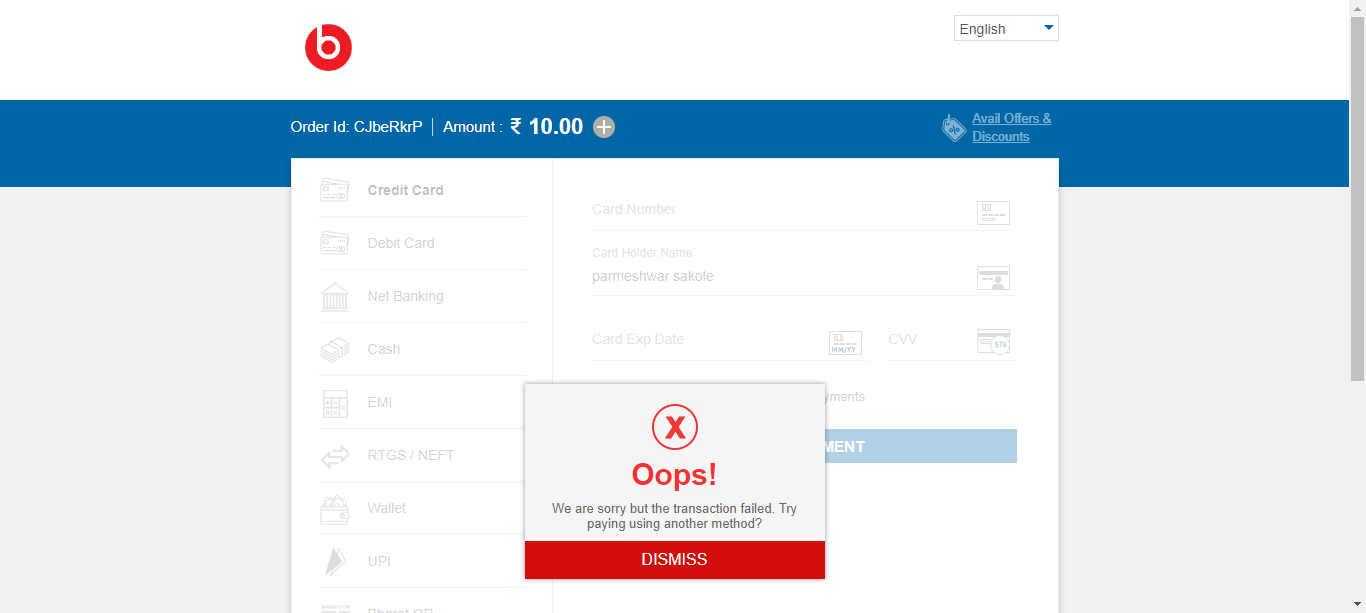 b
English
Order Id: CJbeRkrP | Amount : ₹ 10.00
Avail Offers &
Discounts
Credit Card
Debit Card
Net Banking
Cash
EMI
RTGS / NEFT
Wallet
UPI
Bharat QR
Card Number
Card Holder Name
parmeshwar sakole
Card Exp Date
MM/YY
CVV
576
yments
MENT
X
Oops!
We are sorry but the transaction failed. Try
paying using another method?
DISMISS